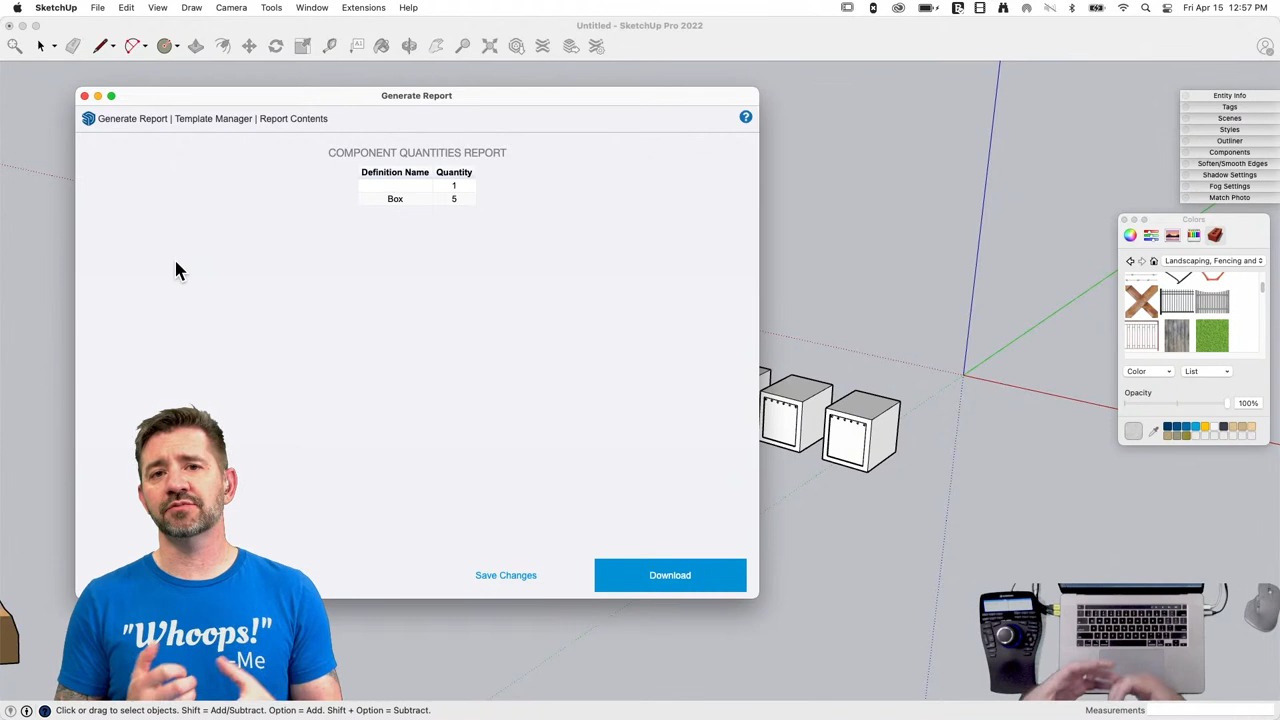 SketchUp File Edit View Draw Camera Tools Window Extensions Help Fri Apr 15 12:57 PM
Untitled - SketchUp Pro 2022
Generate Report
Generate Report | Template Manager | Report Contents
?
COMPONENT QUANTITIES REPORT
Definition Name Quantity
1
Box 5
Save Changes Download
Entity Info
Tags
Scenes
Styles
Outliner
Components
Soften/Smooth Edges
Shadow Settings
Fog Settings
Match Photo
Colors
Landscaping, Fencing and
Color List
Opacity
100%
"Whoops!"
-Me
Click or drag to select objects. Shift = Add/Subtract. Option = Add. Shift + Option = Subtract. Measurements